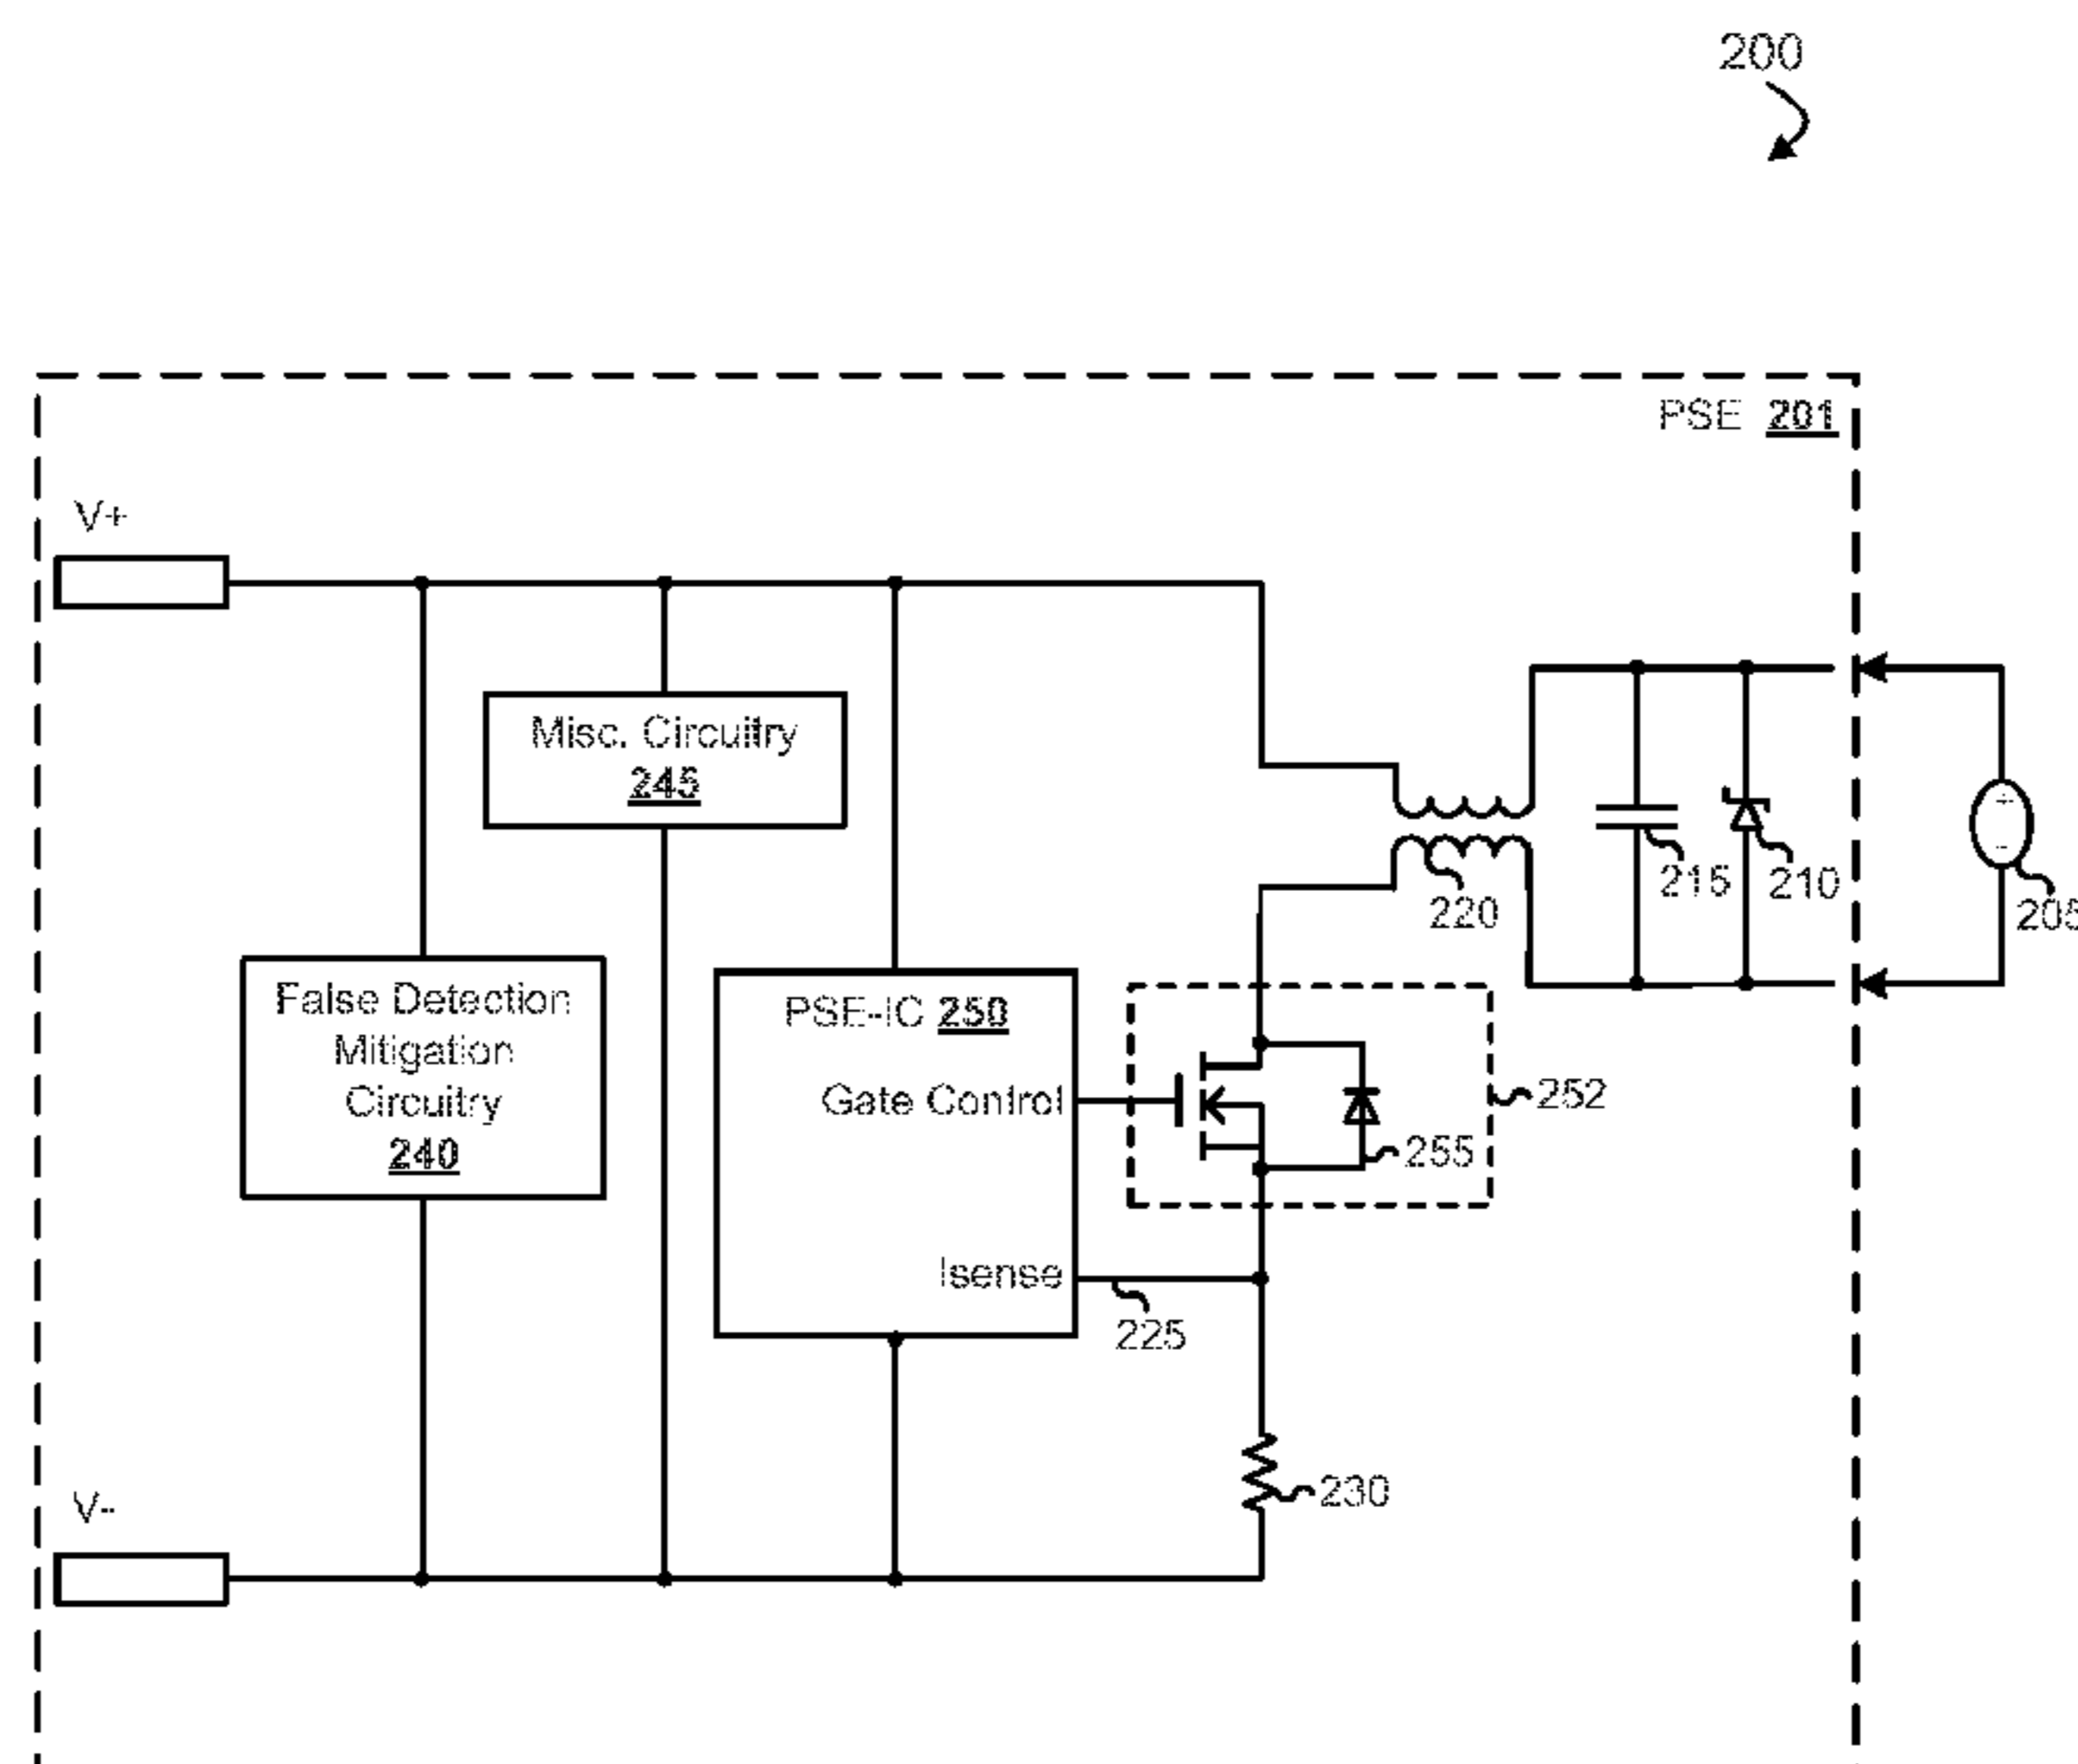 200
PSE 201
V+
Misc. Circuitry
245
215
210
205
220
False Detection
Mitigation
Circuitry
240
PSE-IC 250
Gate Control
252
255
Isense
225
230
V-